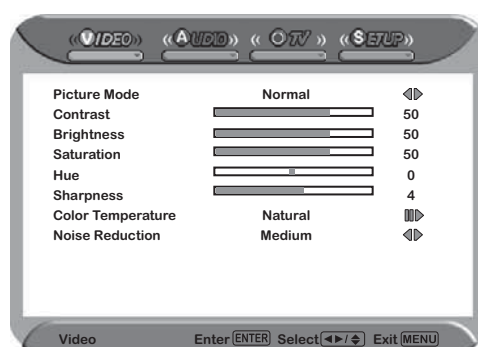 VIDEO AUDIO TV SETUP
Picture Mode Normal
Contrast 50
Brightness 50
Saturation 50
Hue 0
Sharpness 4
Color Temperature Natural
Noise Reduction Medium
Video Enter ENTER Select ◄►/ Exit MENU